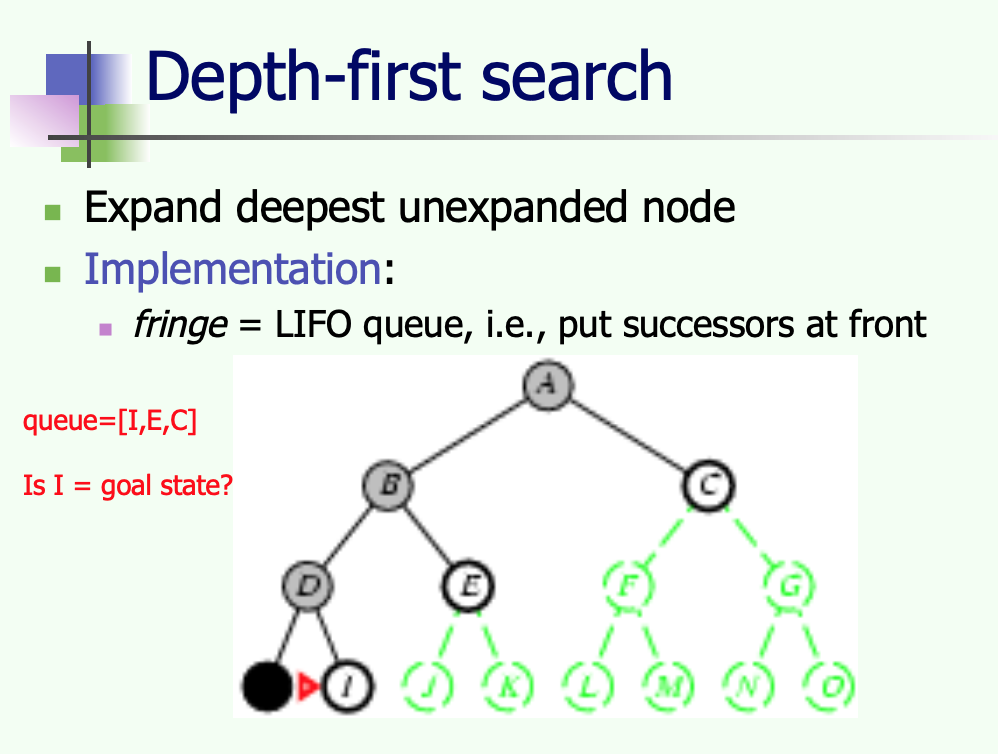 Depth-first search
Expand deepest unexpanded node
Implementation:
fringe = LIFO queue, i.e., put successors at front
queue=[I,E,C]
Is I = goal state?
A
B
C
D
E
F
G
I
J
K
L
M
N
O